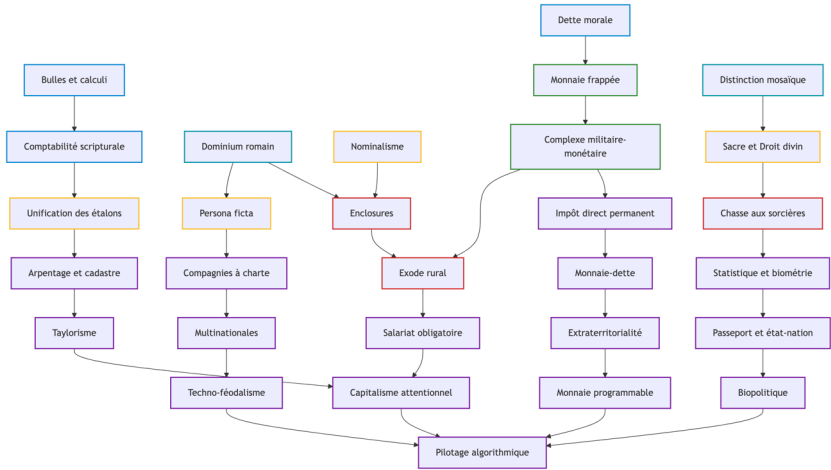 Dette morale
Bulles et calculi
Monnaie frappée
Distinction mosaïque
Comptabilité scripturale
Dominium romain
Nominalisme
Complexe militaire-
monétaire
Sacre et Droit divin
Unification des étalons
Persona ficta
Enclosures
Impôt direct permanent
Chasse aux sorcières
Arpentage et cadastre
Compagnies à charte
Exode rural
Monnaie-dette
Statistique et biométrie
Taylorisme
Multinationales
Salariat obligatoire
Extraterritorialité
Passeport et état-nation
Techno-féodalisme
Capitalisme attentionnel
Monnaie programmable
Biopolitique
Pilotage algorithmique